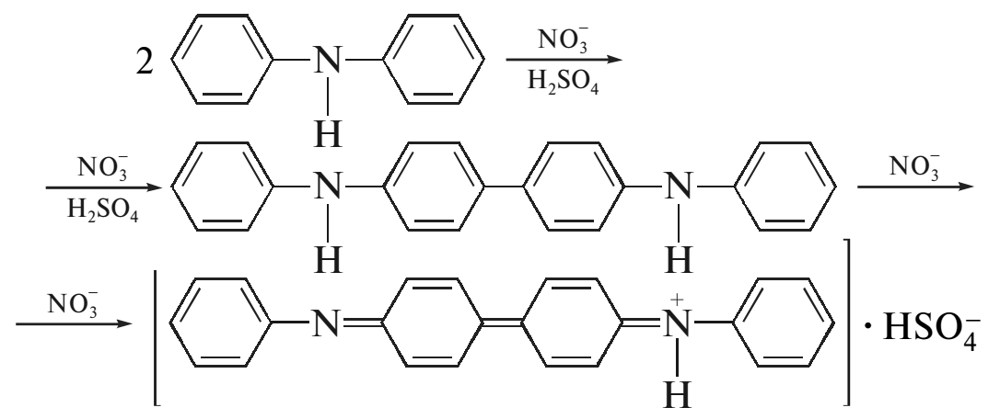 2 N H NO₃⁻ H₂SO₄
NO₃⁻ H₂SO₄ N H N H NO₃⁻
NO₃⁻ [ N N⁺ H ] · HSO₄⁻